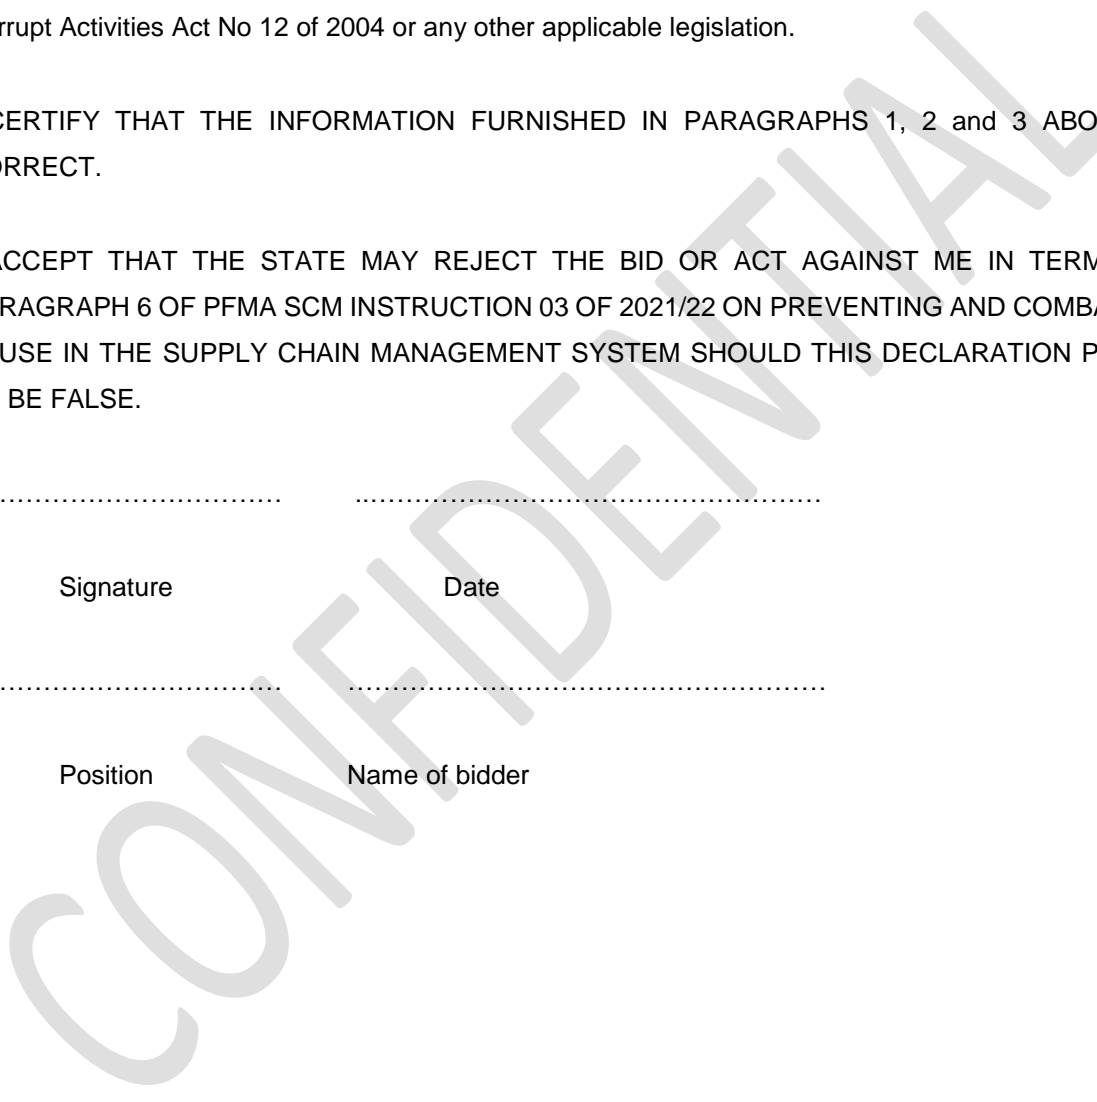 rrupt Activities Act No 12 of 2004 or any other applicable legislation.
CERTIFY THAT THE INFORMATION FURNISHED IN PARAGRAPHS 1, 2 and 3 ABO
ORRECT.
ACCEPT THAT THE STATE MAY REJECT THE BID OR ACT AGAINST ME IN TERM
RAGRAPH 6 OF PFMA SCM INSTRUCTION 03 OF 2021/22 ON PREVENTING AND COMBA
USE IN THE SUPPLY CHAIN MANAGEMENT SYSTEM SHOULD THIS DECLARATION P
BE FALSE.
…………………………… ..……………………………………………
Signature Date
…………………………… ………………………………………………
Position Name of bidder
CONFIDENTIAL